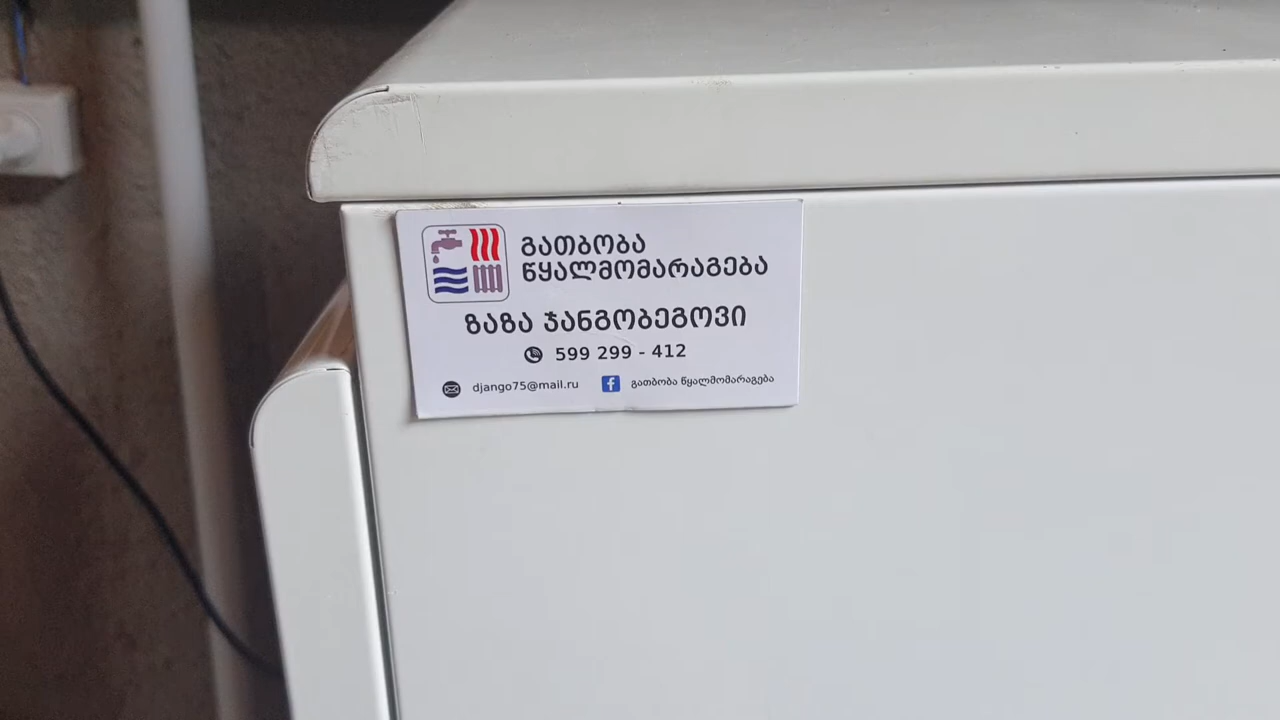 გათბობა
წყალმომარაგება
ზაზა ჯანგობეგოვი
599 299 - 412
django75@mail.ru
გათბობა წყალმომარაგება